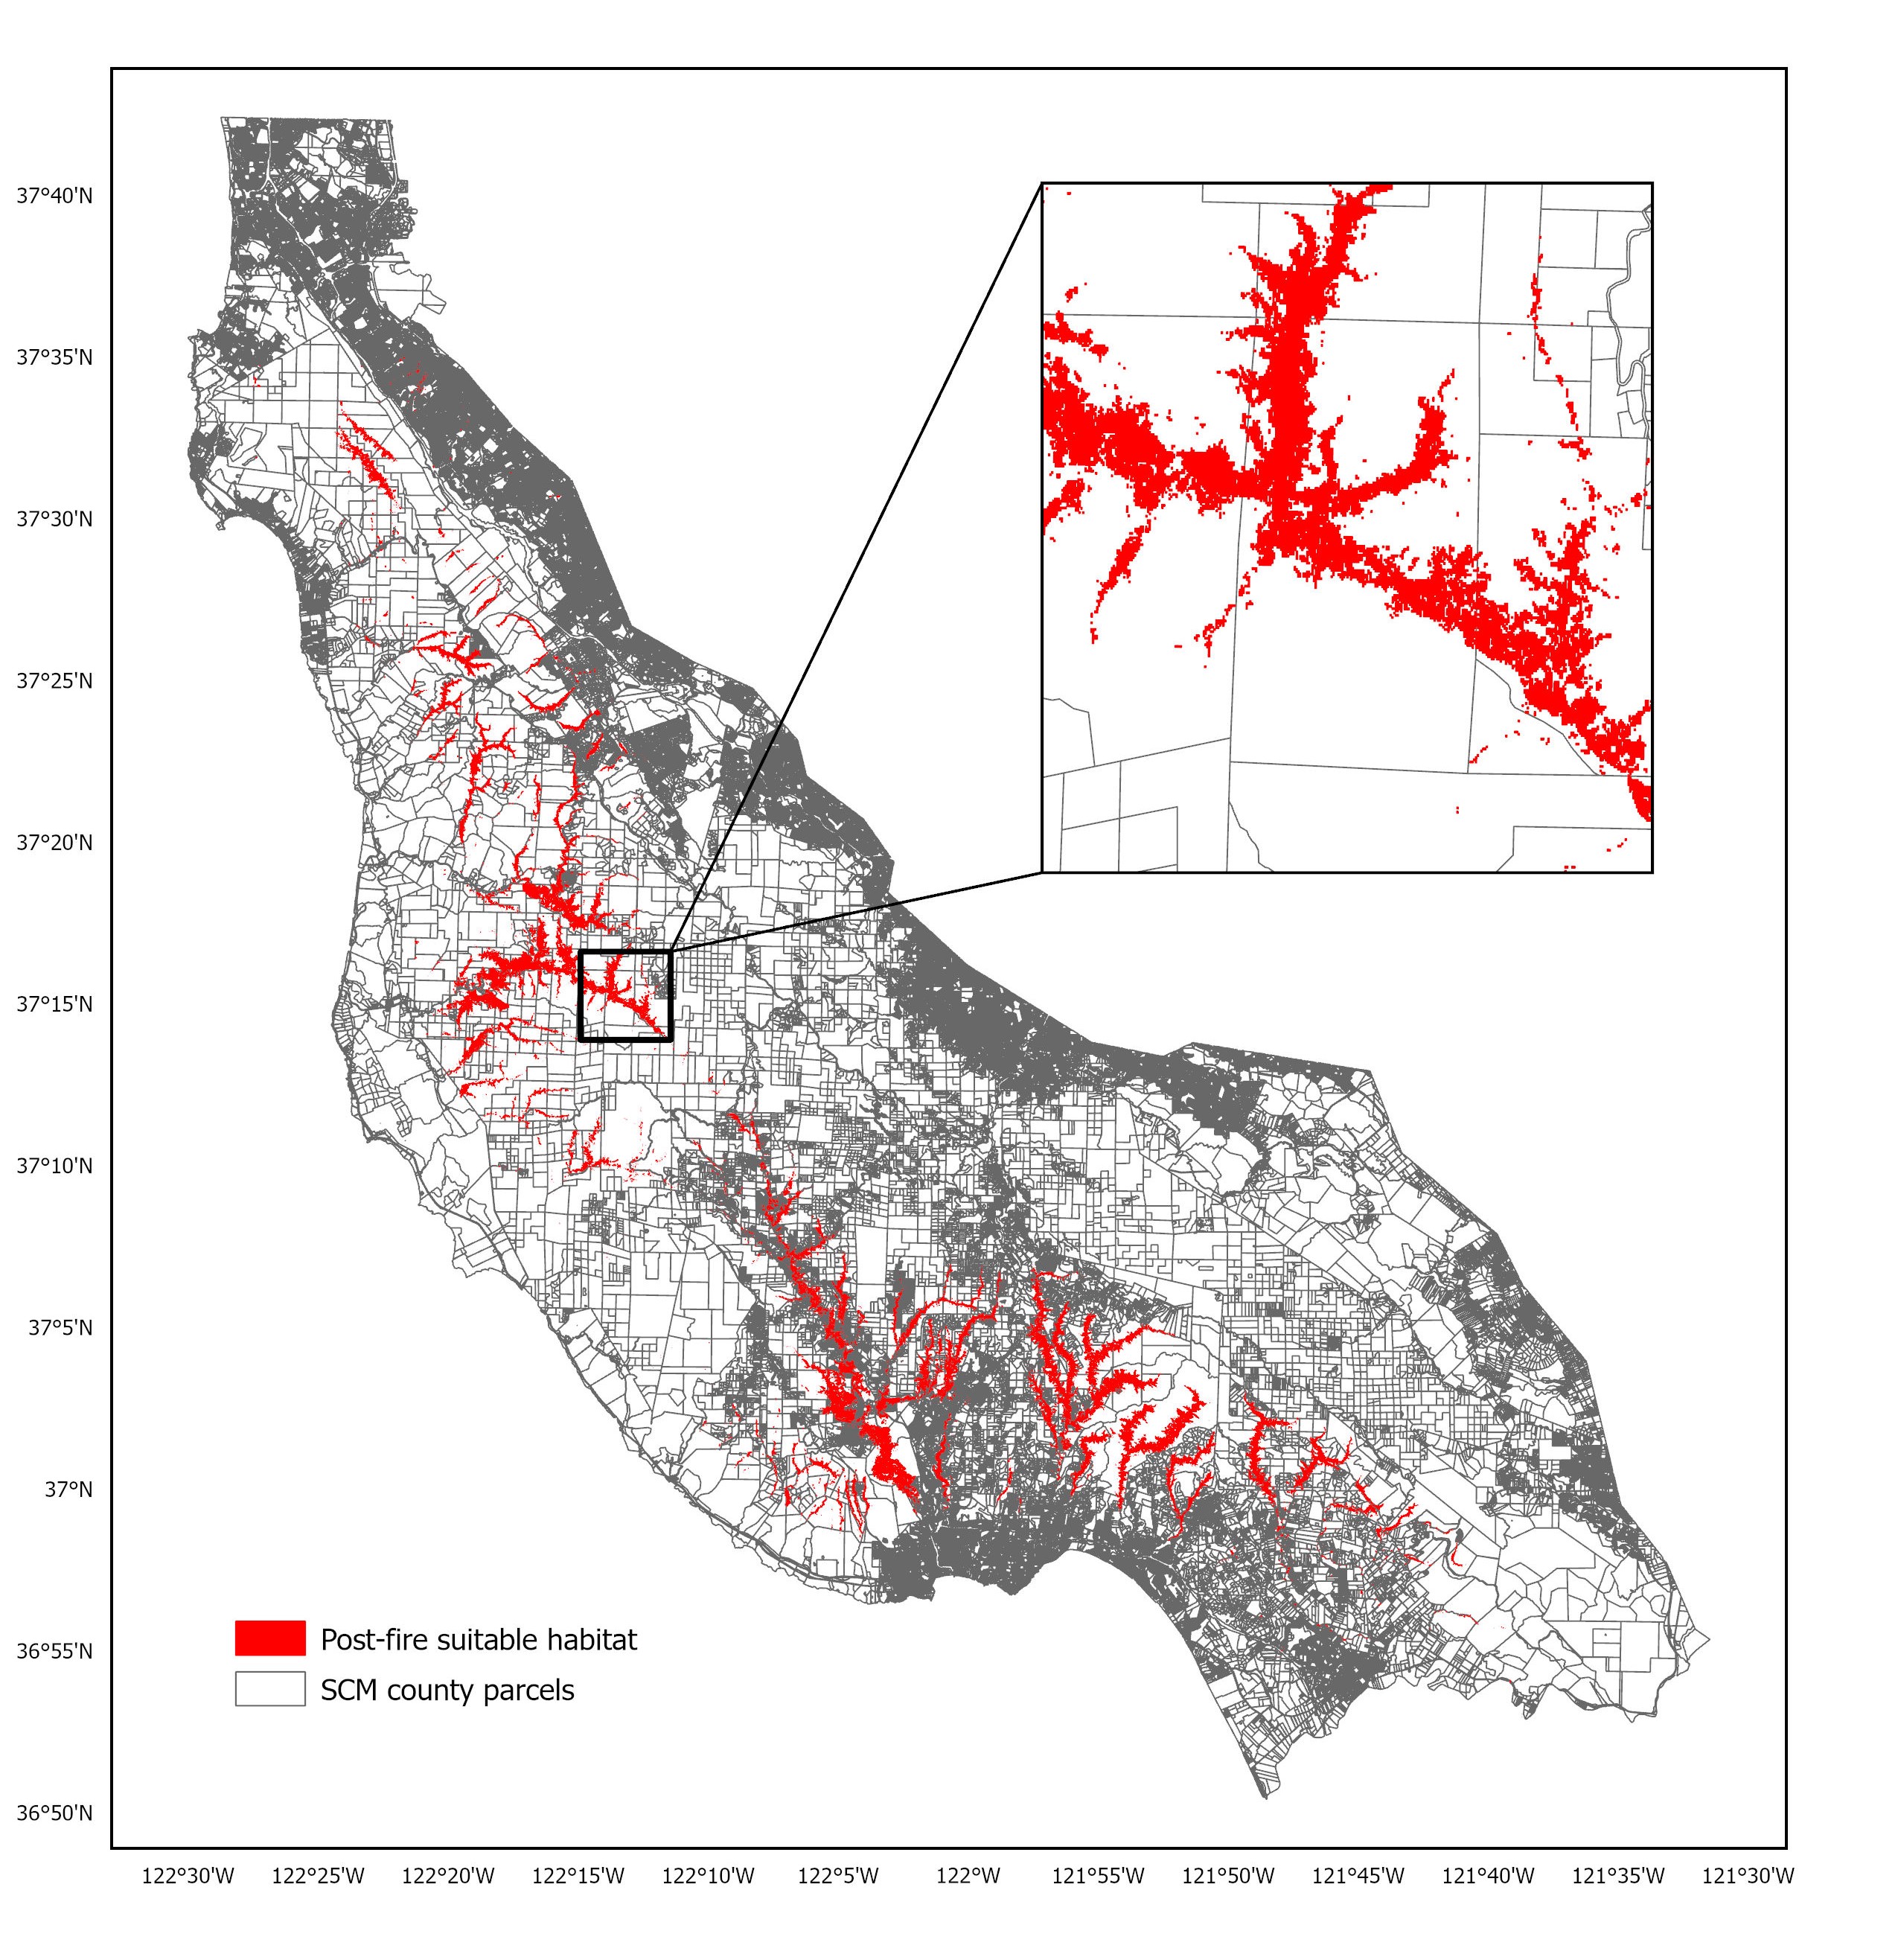 37°40'N
37°35'N
37°30'N
37°25'N
37°20'N
37°15'N
37°10'N
37°5'N
37°N
36°55'N
36°50'N
Post-fire suitable habitat
SCM county parcels
122°30'W 122°25'W 122°20'W 122°15'W 122°10'W 122°5'W 122°W 121°55'W 121°50'W 121°45'W 121°40'W 121°35'W 121°30'W